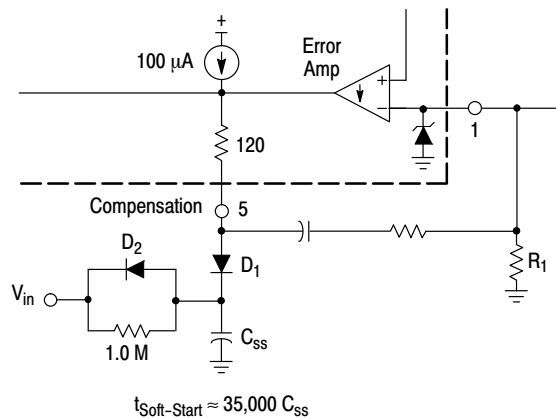 +
100 µA
Error
Amp
+
−
1
120
Compensation
5
D2
D1
R1
Vin
1.0 M
Css
tSoft−Start ≈ 35,000 Css